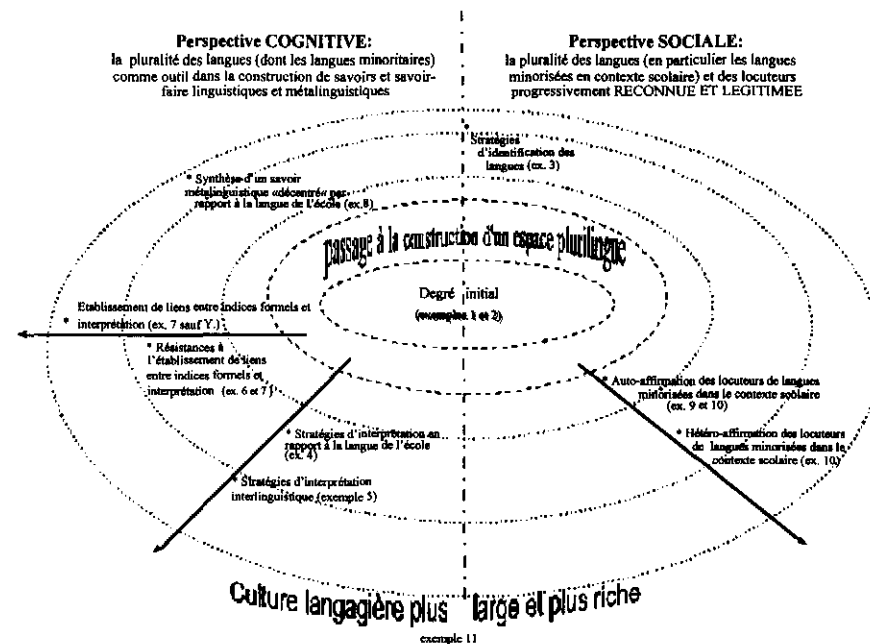 Perspective COGNITIVE:
la pluralité des langues (dont les langues minoritaires)
comme outil dans la construction de savoirs et savoir-
faire linguistiques et métalinguistiques
Perspective SOCIALE:
la pluralité des langues (en particulier les langues
minorisées en contexte scolaire) et des locuteurs
progressivement RECONNUE ET LEGITIMEE
* Stratégies
d'identification des
langues (ex. 3)
* Synthèse d'un savoir
métalinguistique «décentré» par
rapport à la langue de l'école (ex.8)
passage à la construction d'un espace plurilingue
Degré initial
(exemples 1 et 2)
* Etablissement de liens entre indices formels et
interprétation (ex. 7 sauf Y.)
* Résistances à
l'établissement de liens
entre indices formels et
interprétation (ex. 6 et 7)
* Auto-affirmation des locuteurs de langues
minorisées dans le contexte scolaire
(ex. 9 et 10)
* Stratégies d'interprétation en
rapport à la langue de l'école
(ex. 4)
* Hétéro-affirmation des locuteurs
de langues minorisées dans le
contexte scolaire (ex. 10)
* Stratégies d'interprétation
interlinguistique (exemple 5)
Culture langagière plus large et plus riche
exemple 11